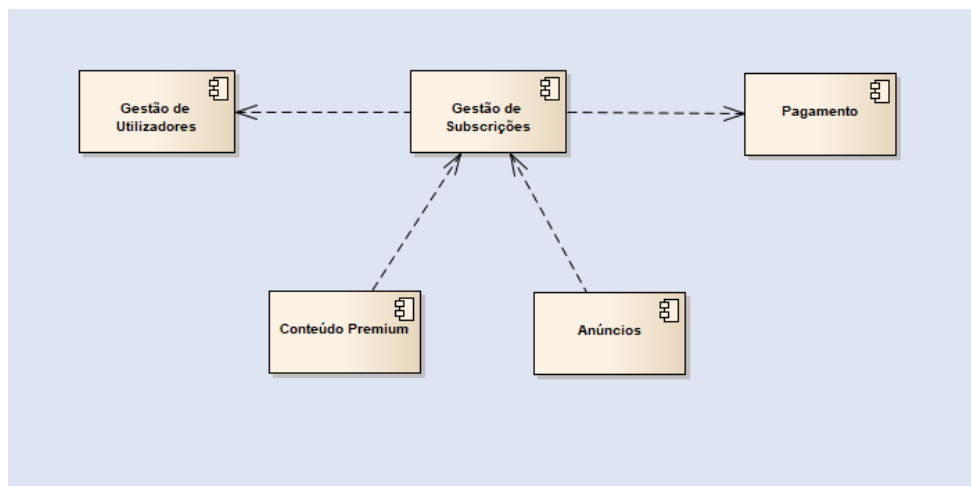 Gestão de
Utilizadores
Gestão de
Subscrições
Pagamento
Conteúdo Premium
Anúncios